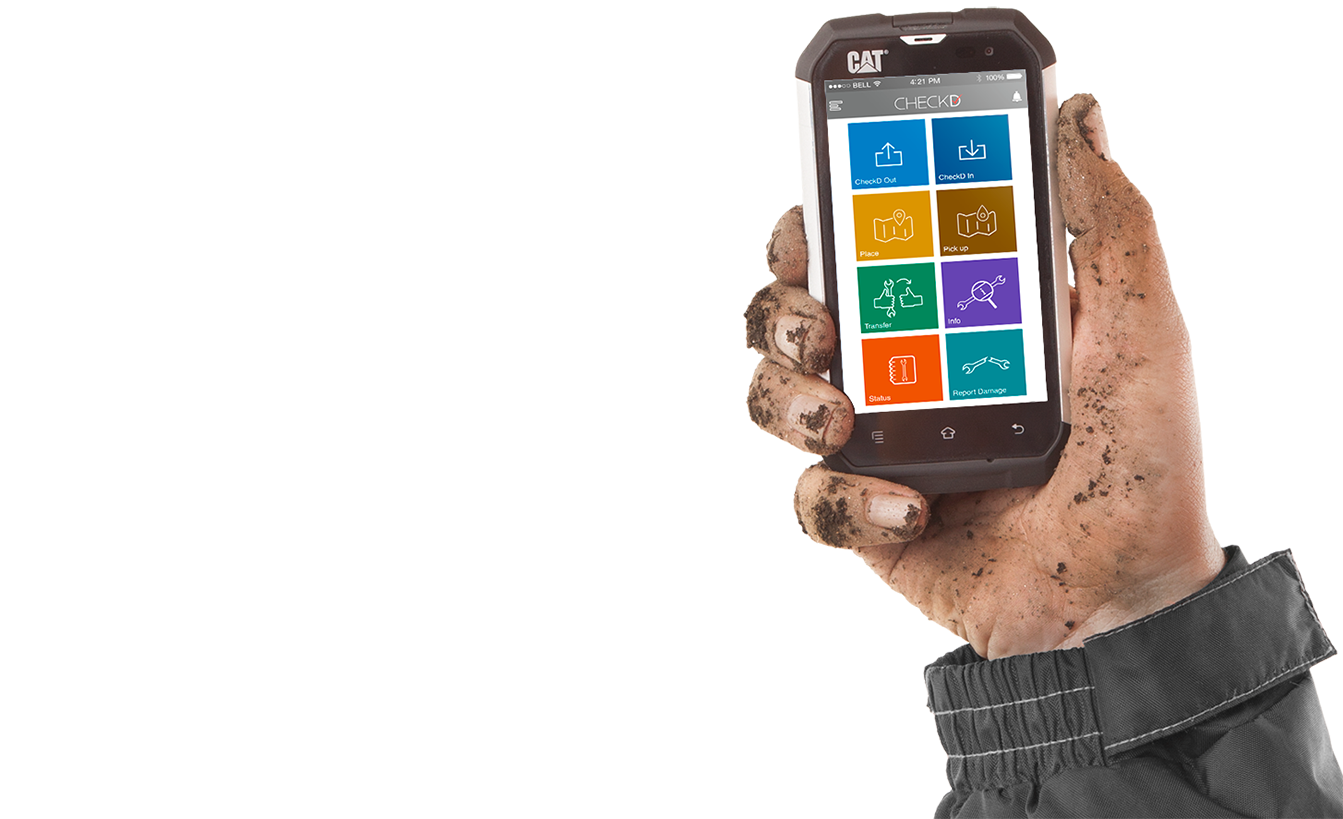 CAT®
BELL 4:21 PM 100%
CHECKD
CheckD Out CheckD In
Place Pick up
Transfer Info
Status Report Damage